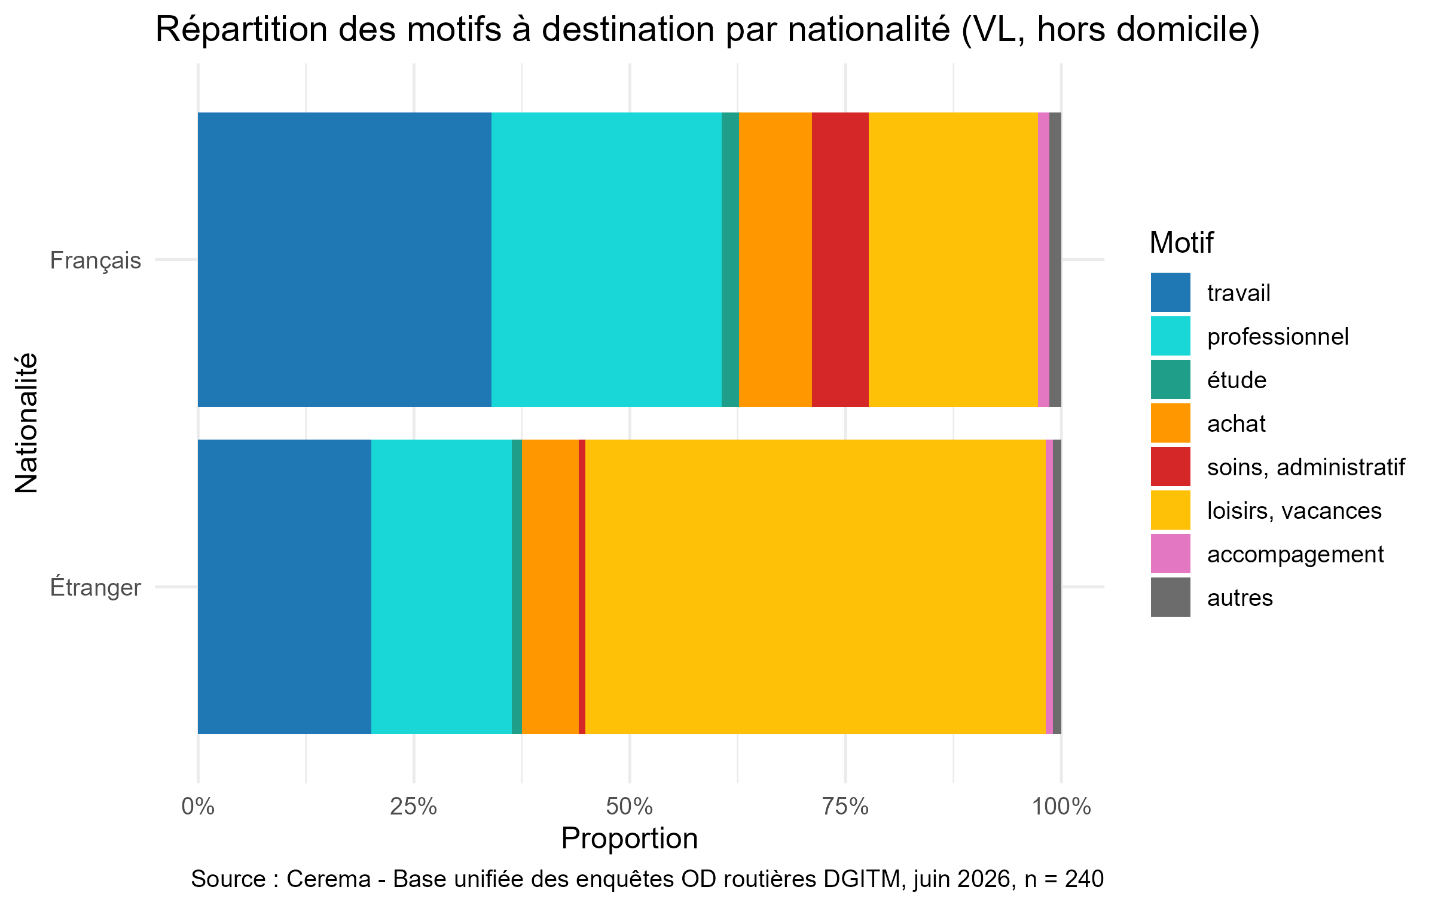 Répartition des motifs à destination par nationalité (VL, hors domicile)
Nationalité
Français
Étranger
0%
25%
50%
75%
100%
Proportion
Motif
travail
professionnel
étude
achat
soins, administratif
loisirs, vacances
accompagement
autres
Source : Cerema - Base unifiée des enquêtes OD routières DGITM, juin 2026, n = 240